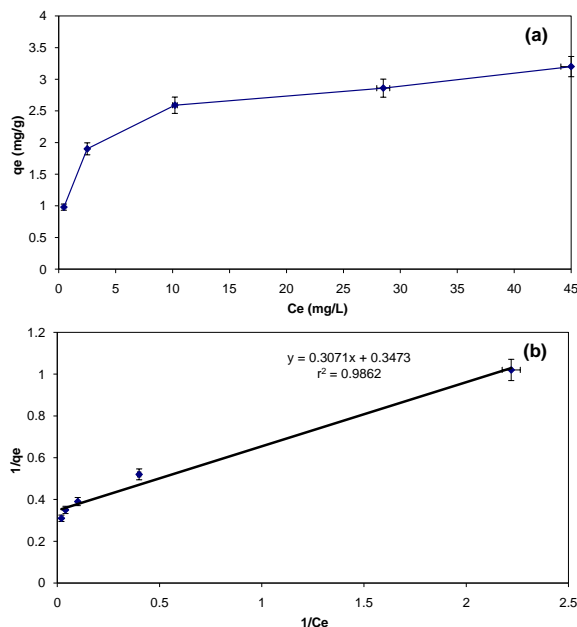 (a)
4
3.5
3
2.5
2
1.5
1
0.5
0
qe (mg/g)
0 5 10 15 20 25 30 35 40 45
Ce (mg/L)
(b)
y = 0.3071x + 0.3473
r² = 0.9862
1.2
1
0.8
0.6
0.4
0.2
0
1/qe
0 0.5 1 1.5 2 2.5
1/Ce